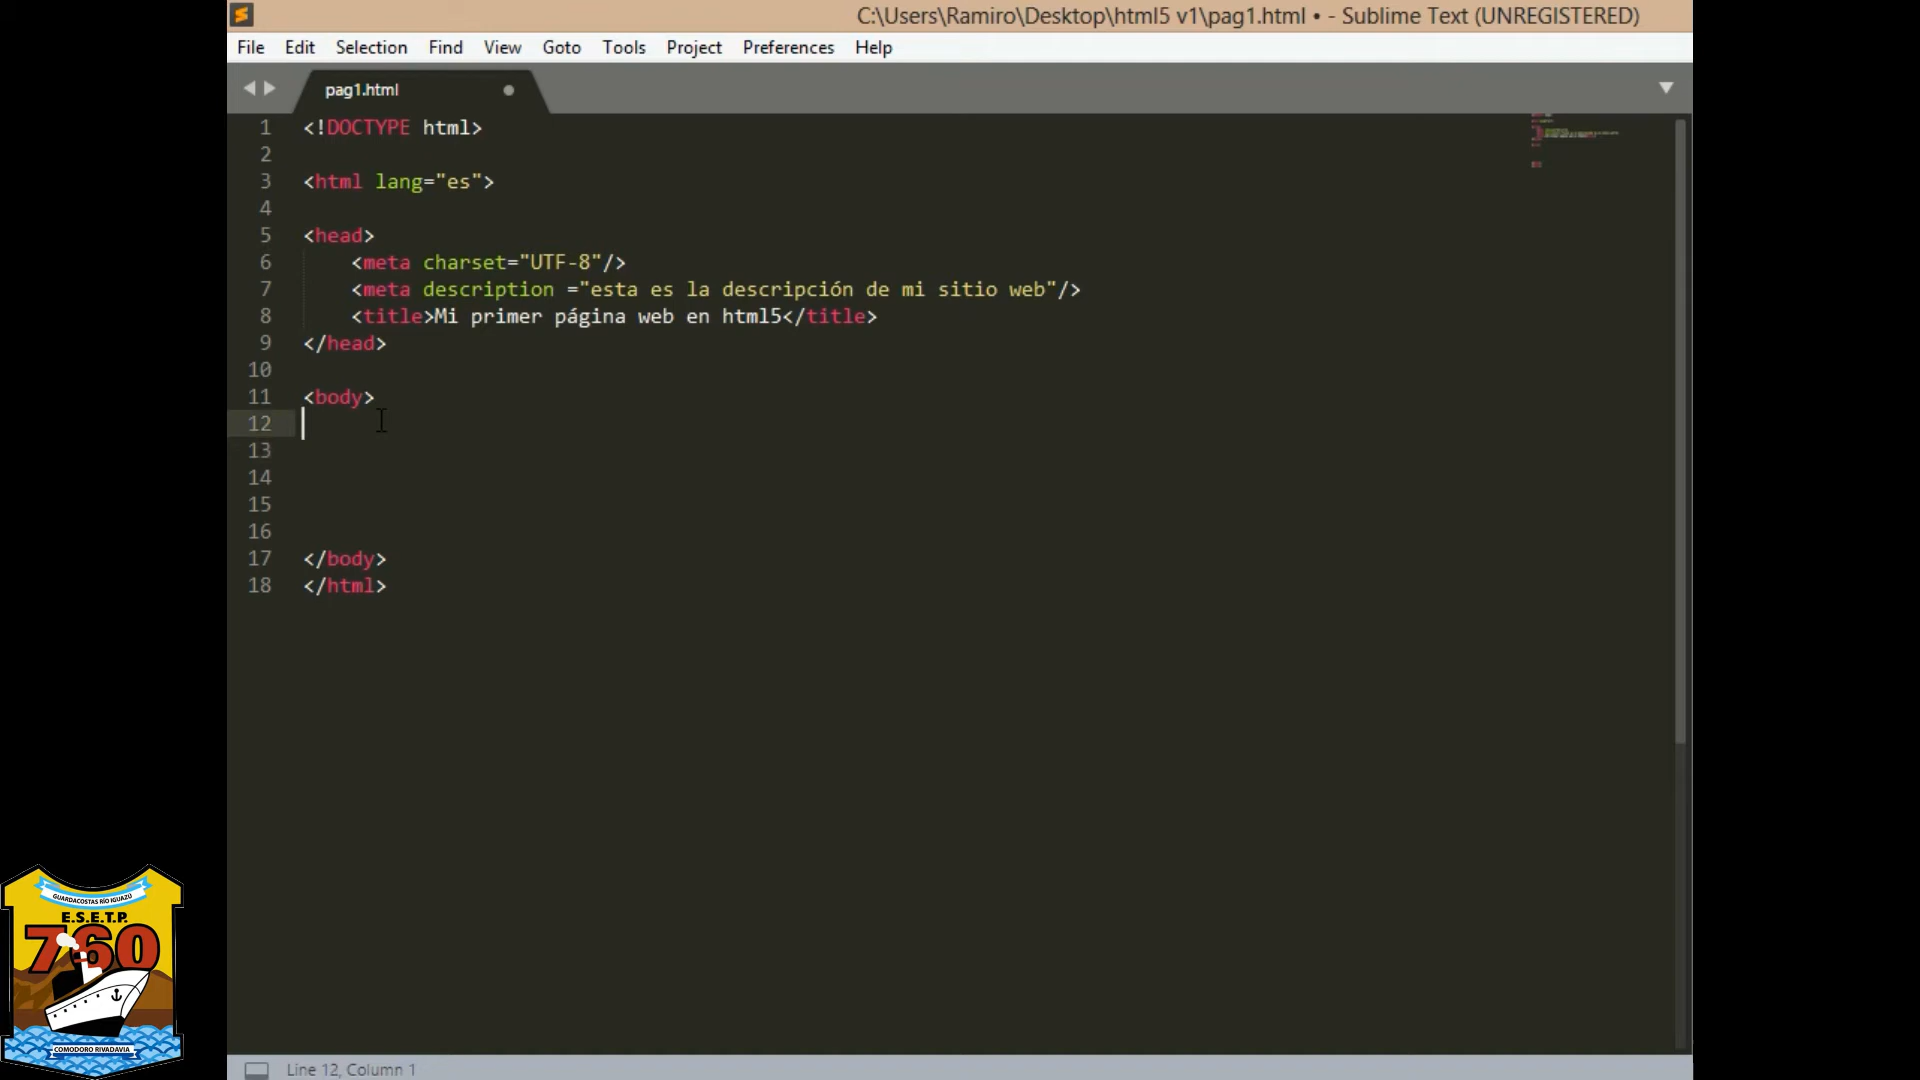 C:\Users\Ramiro\Desktop\html5 v1\pag1.html • - Sublime Text (UNREGISTERED)
File Edit Selection Find View Goto Tools Project Preferences Help
pag1.html
1 <!DOCTYPE html>
2
3 <html lang="es">
4
5 <head>
6 <meta charset="UTF-8"/>
7 <meta description ="esta es la descripción de mi sitio web"/>
8 <title>Mi primer página web en html5</title>
9 </head>
10
11 <body>
12
13
14
15
16
17 </body>
18 </html>
GUARDACOSTAS RÍO IGUAZU
E.S.E.T.P.
760
COMODORO RIVADAVIA
Line 12, Column 1